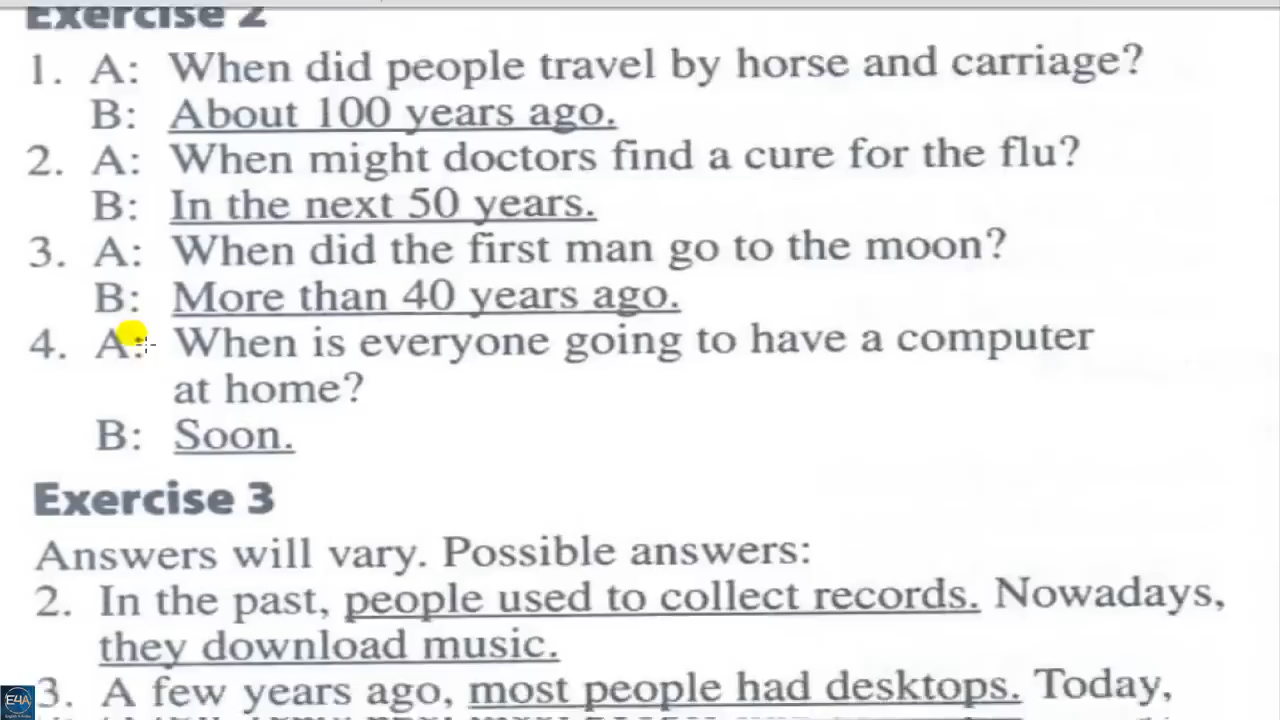 Exercise 2
1. A: When did people travel by horse and carriage?
B: About 100 years ago.
2. A: When might doctors find a cure for the flu?
B: In the next 50 years.
3. A: When did the first man go to the moon?
B: More than 40 years ago.
4. A: When is everyone going to have a computer
at home?
B: Soon.
Exercise 3
Answers will vary. Possible answers:
2. In the past, people used to collect records. Nowadays,
they download music.
3. A few years ago, most people had desktops. Today,
E4A